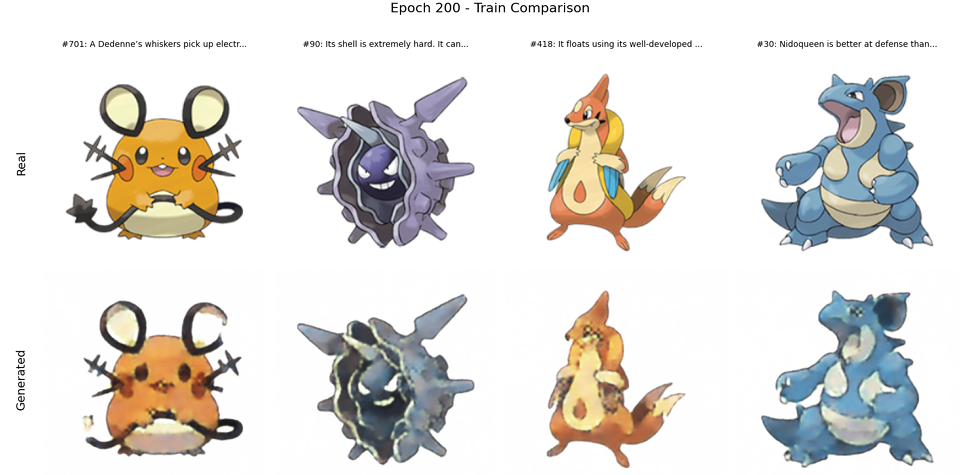 Epoch 200 - Train Comparison
#701: A Dedenne’s whiskers pick up electr...
#90: Its shell is extremely hard. It can...
#418: It floats using its well-developed ...
#30: Nidoqueen is better at defense than...
Real
Generated